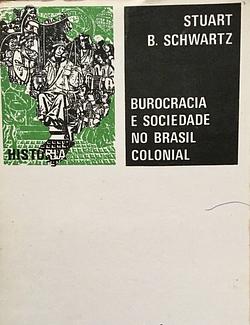 STUART
B. SCHWARTZ
BUROCRACIA
E SOCIEDADE
NO BRASIL
COLONIAL
HISTÓRIA